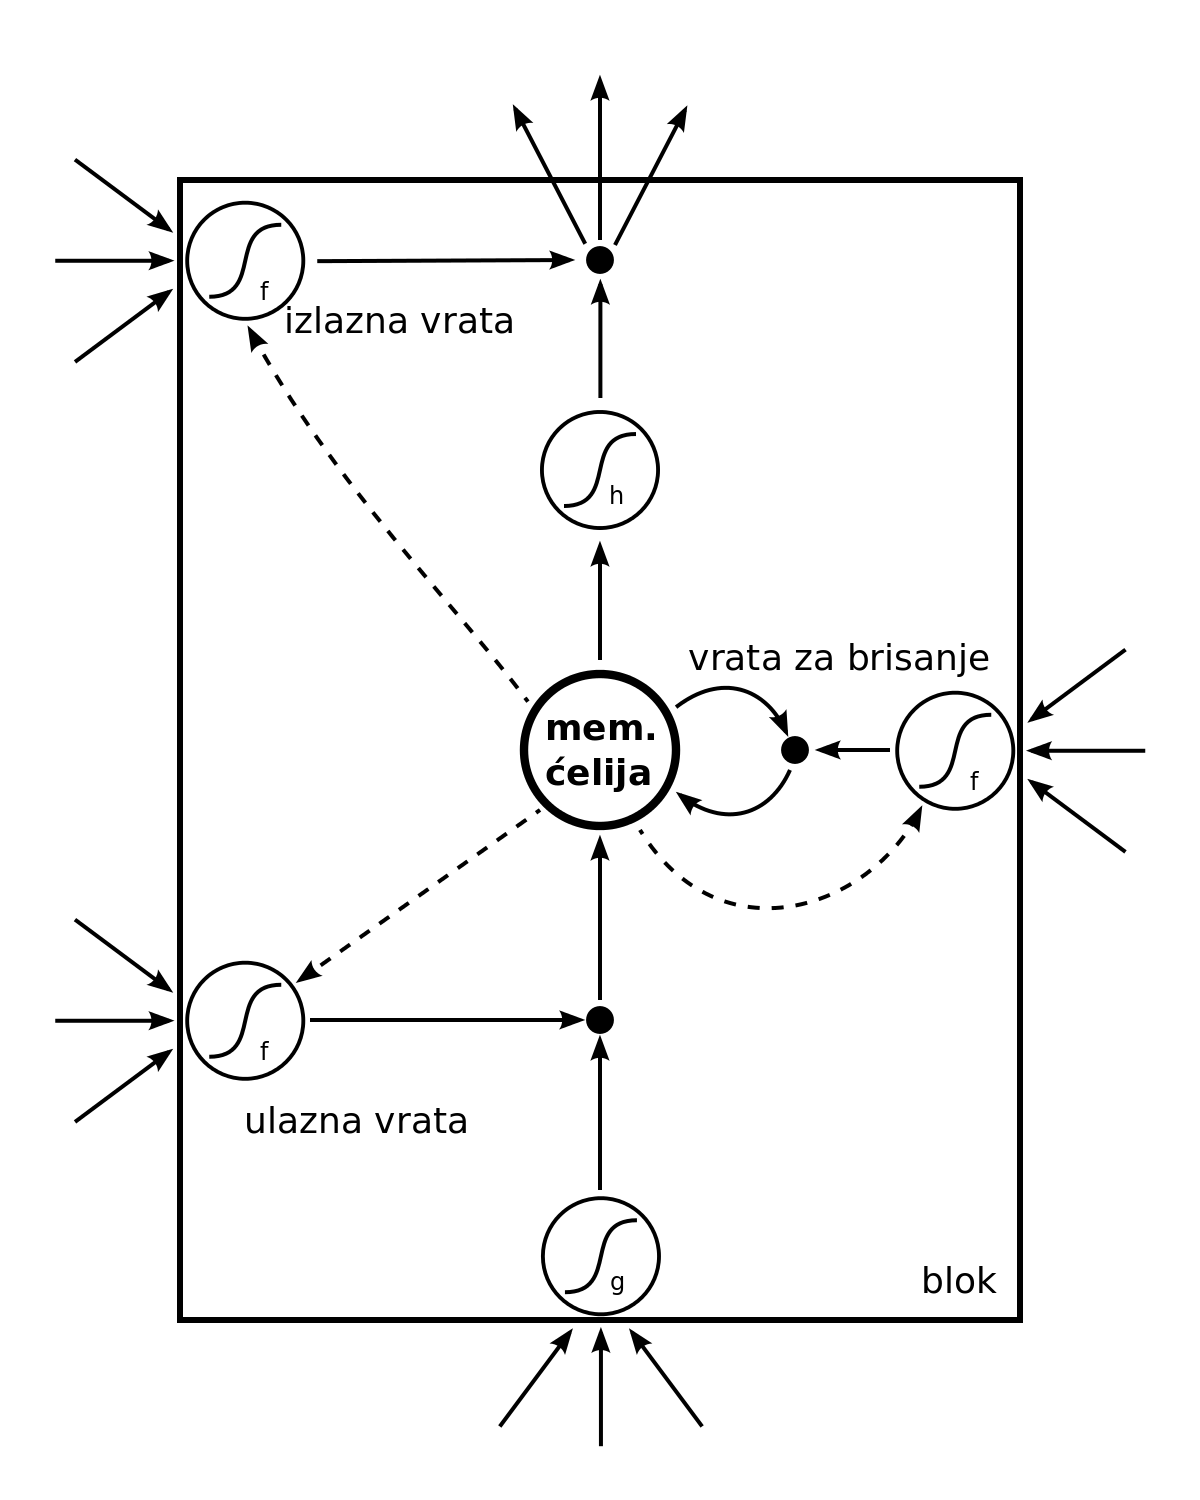 f
izlazna vrata
h
vrata za brisanje
mem.
ćelija
f
f
ulazna vrata
g
blok